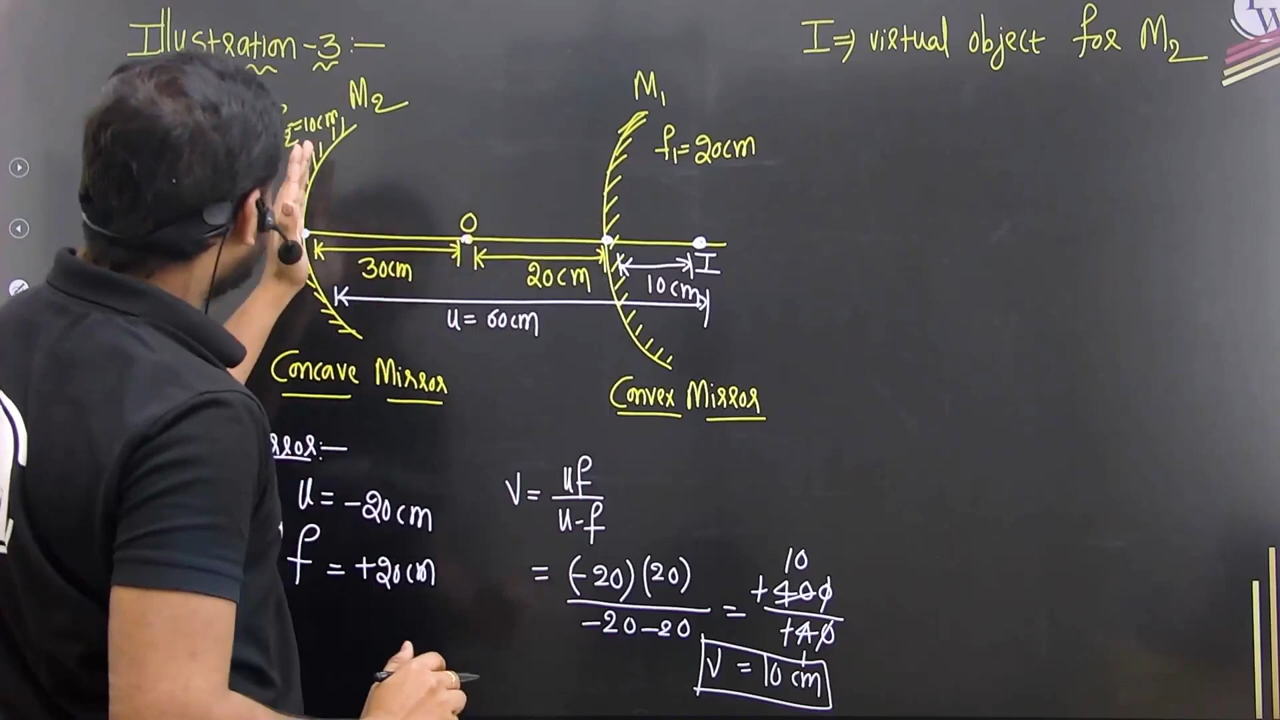 Illustration-3:-
I ⇒ virtual object for M2
M2
=10cm
M1
f1=20cm
O
I
30cm
20cm
10cm
u= 60cm
Concave Mirror
Convex Mirror
rror:-
u = -20cm
f = +20cm
V = uf / u-f
= (-20)(20) / -20-20 = +400 / +40
10
1
V = 10 cm
W